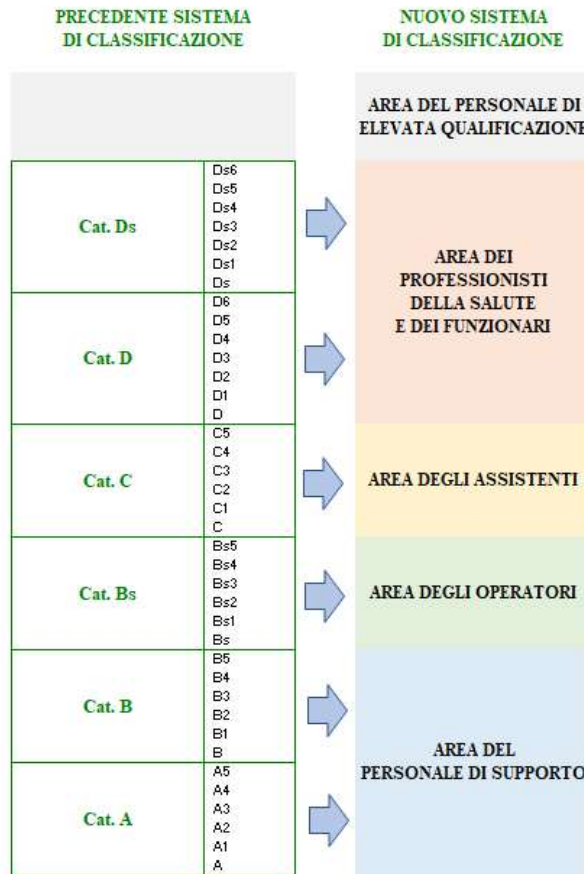 PRECEDENTE SISTEMA
DI CLASSIFICAZIONE
NUOVO SISTEMA
DI CLASSIFICAZIONE
AREA DEL PERSONALE DI
ELEVATA QUALIFICAZIONE
Cat. Ds
Ds6
Ds5
Ds4
Ds3
Ds2
Ds1
Ds
Cat. D
D6
D5
D4
D3
D2
D1
D
AREA DEI
PROFESSIONISTI
DELLA SALUTE
E DEI FUNZIONARI
Cat. C
C5
C4
C3
C2
C1
C
AREA DEGLI ASSISTENTI
Cat. Bs
Bs5
Bs4
Bs3
Bs2
Bs1
Bs
AREA DEGLI OPERATORI
Cat. B
B5
B4
B3
B2
B1
B
Cat. A
A5
A4
A3
A2
A1
A
AREA DEL
PERSONALE DI SUPPORTO